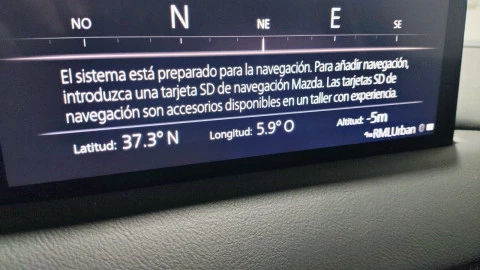 NO N NE E SE
El sistema está preparado para la navegación. Para añadir navegación,
introduzca una tarjeta SD de navegación Mazda. Las tarjetas SD de
navegación son accesorios disponibles en un taller con experiencia.
Latitud: 37.3° N Longitud: 5.9° O Altitud: -5m
RMI.Urban